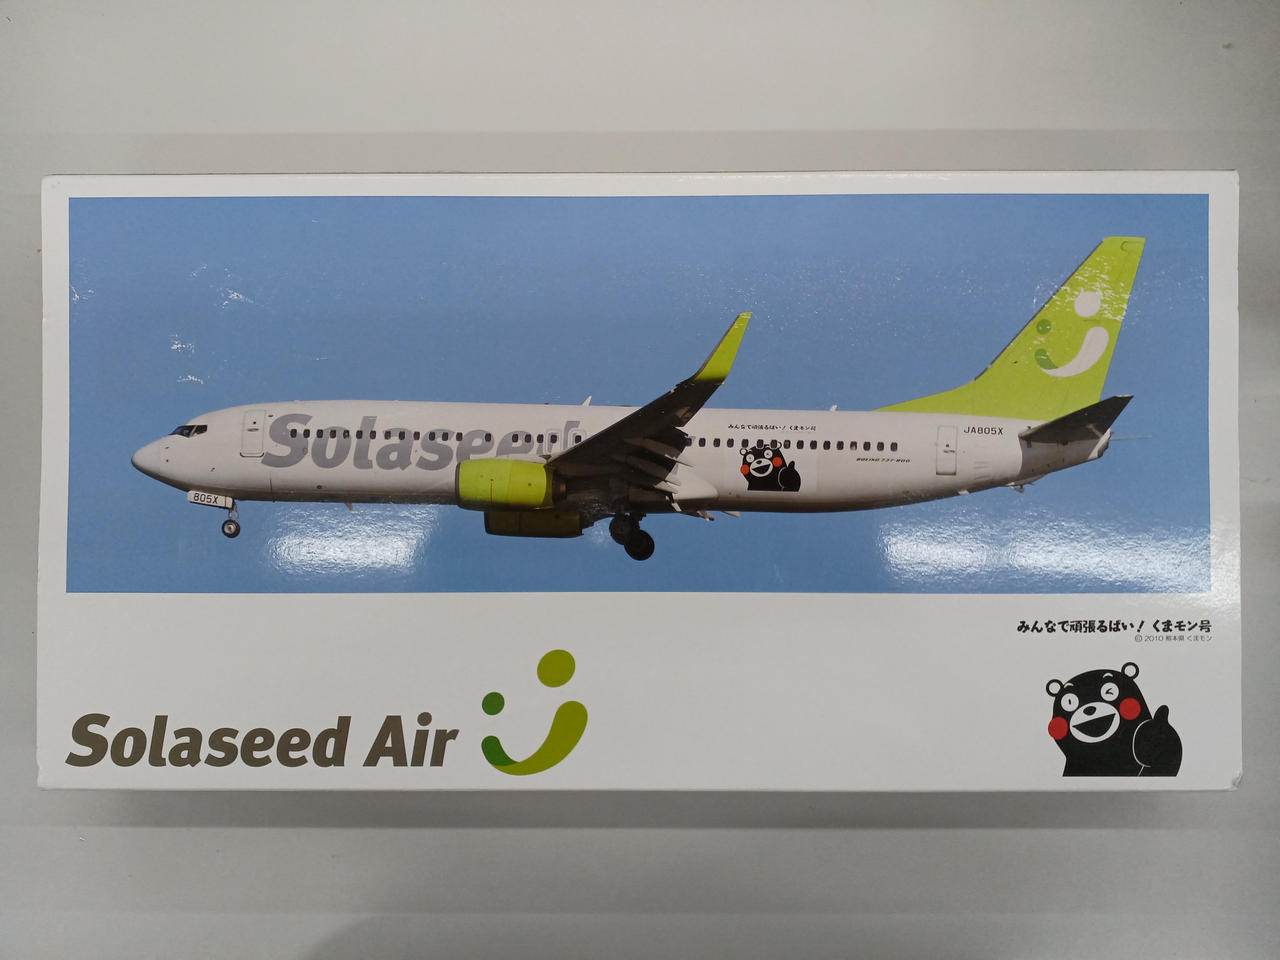 Solaseed
みんなで頑張るばい! くまモン号
JA805X
BOEING 737-800
805X
みんなで頑張るばい! くまモン号
© 2010 熊本県 くまモン
Solaseed Air